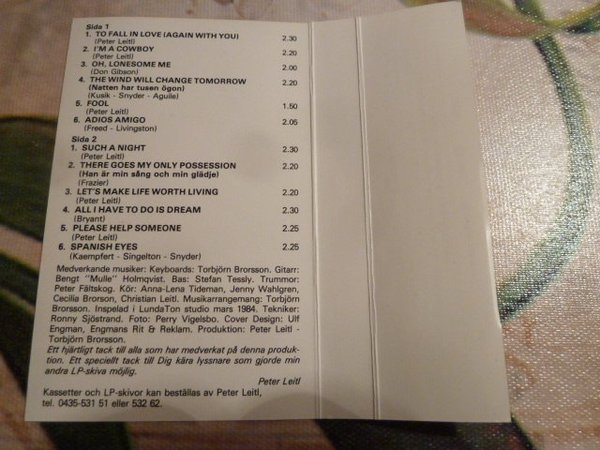 Sida 1
1. TO FALL IN LOVE (AGAIN WITH YOU) 2.30
(Peter Leitl)
2. I'M A COWBOY 2.20
(Peter Leitl)
3. OH, LONESOME ME 2.00
(Don Gibson)
4. THE WIND WILL CHANGE TOMORROW 2.20
(Natten har tusen ögon)
(Kusik - Snyder - Aguile)
5. FOOL 1.50
(Peter Leitl)
6. ADIOS AMIGO 2.05
(Freed - Livingston)
Sida 2
1. SUCH A NIGHT 2.30
(Peter Leitl)
2. THERE GOES MY ONLY POSSESSION 2.20
(Han är min sång och min glädje)
(Frazier)
3. LET'S MAKE LIFE WORTH LIVING 2.20
(Peter Leitl)
4. ALL I HAVE TO DO IS DREAM 2.30
(Bryant)
5. PLEASE HELP SOMEONE 2.25
(Peter Leitl)
6. SPANISH EYES 2.25
(Kaempfert - Singelton - Snyder)
Medverkande musiker: Keyboards: Torbjörn Brorsson. Gitarr:
Bengt "Mulle" Holmqvist. Bas: Stefan Tessly. Trummor:
Peter Fältskog. Kör: Anna-Lena Tideman, Jenny Wahlgren,
Cecilia Brorson, Christian Leitl. Musikarrangemang: Torbjörn
Brorsson. Inspelad i LundaTon studio mars 1984. Tekniker:
Ronny Sjöstrand. Foto: Perry Vigelsbo. Cover Design: Ulf
Engman, Engmans Rit & Reklam. Produktion: Peter Leitl -
Torbjörn Brorsson.
Ett hjärtligt tack till alla som har medverkat på denna produk-
tion. Ett speciellt tack till Dig kära lyssnare som gjorde min
andra LP-skiva möjlig.
Peter Leitl
Kassetter och LP-skivor kan beställas av Peter Leitl,
tel. 0435-531 51 eller 532 62.